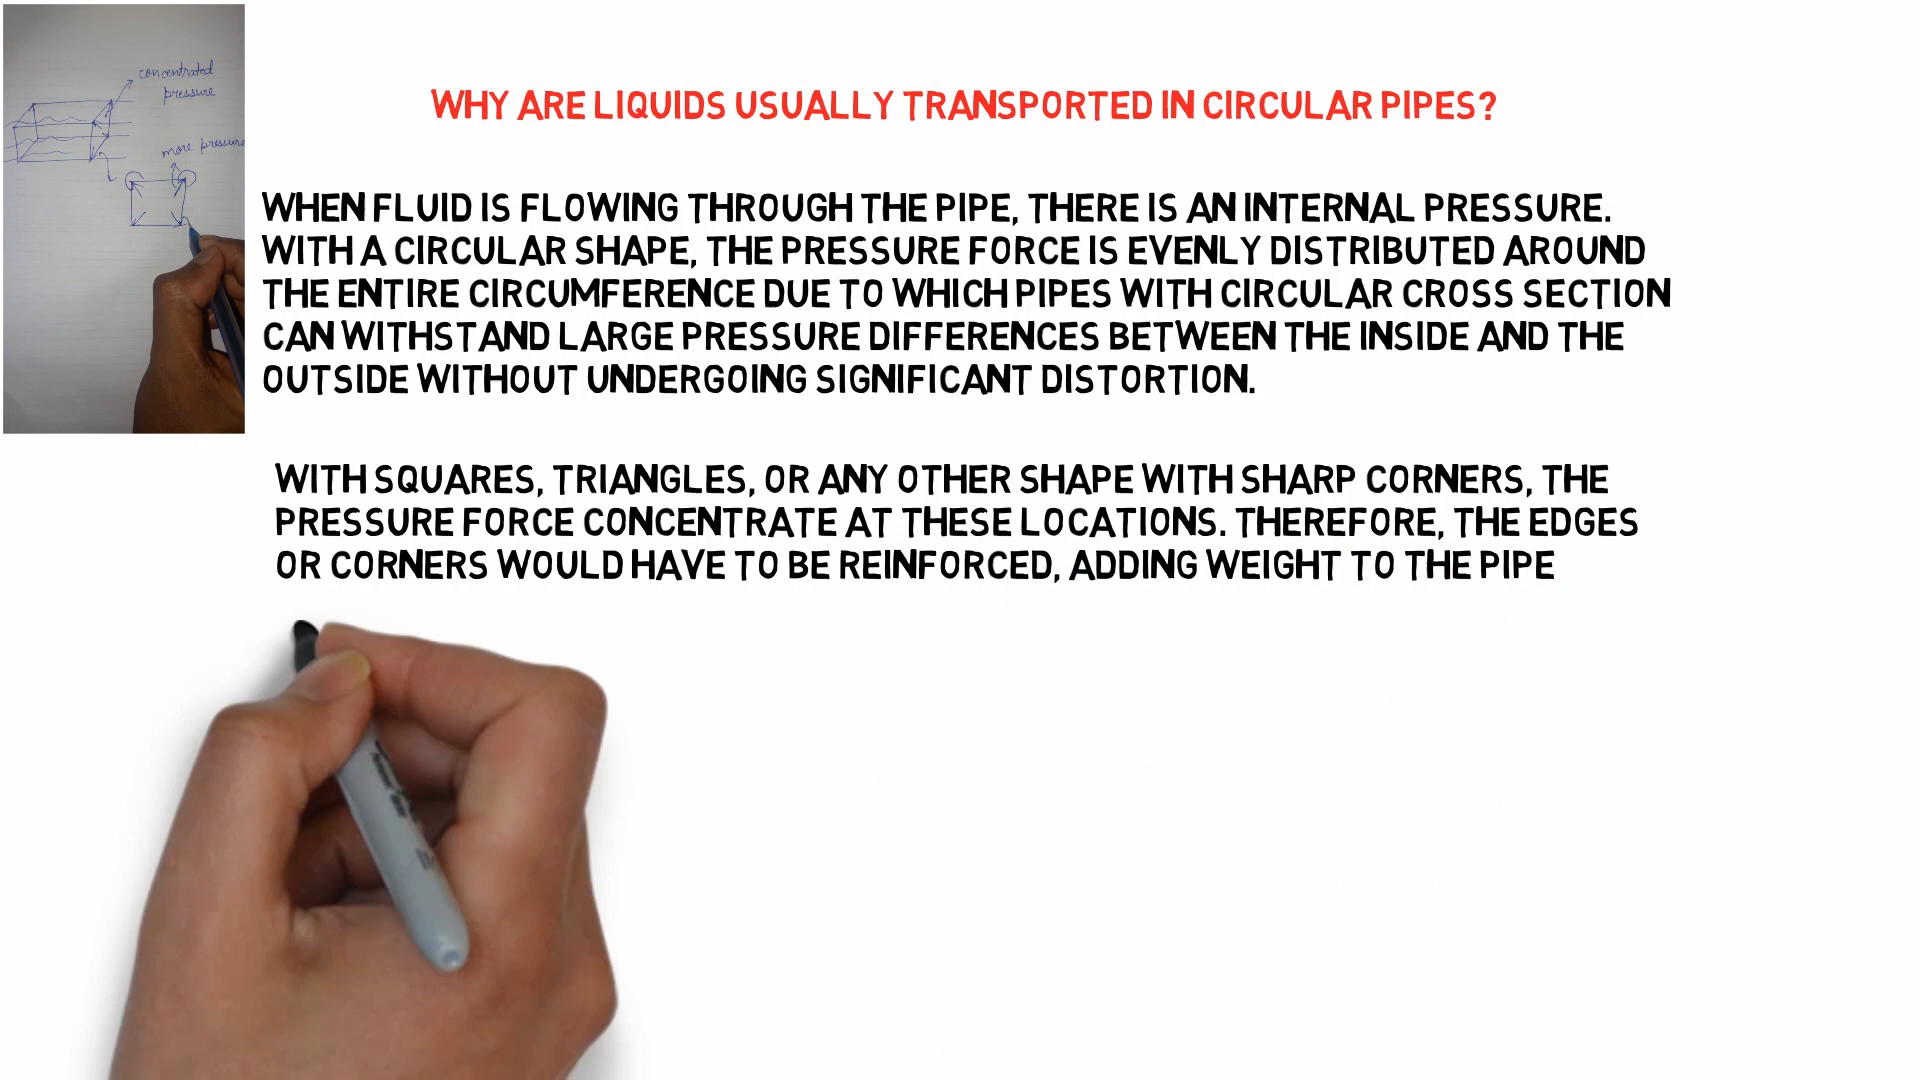 concentrated
pressure
more pressure
WHY ARE LIQUIDS USUALLY TRANSPORTED IN CIRCULAR PIPES?
WHEN FLUID IS FLOWING THROUGH THE PIPE, THERE IS AN INTERNAL PRESSURE.
WITH A CIRCULAR SHAPE, THE PRESSURE FORCE IS EVENLY DISTRIBUTED AROUND
THE ENTIRE CIRCUMFERENCE DUE TO WHICH PIPES WITH CIRCULAR CROSS SECTION
CAN WITHSTAND LARGE PRESSURE DIFFERENCES BETWEEN THE INSIDE AND THE
OUTSIDE WITHOUT UNDERGOING SIGNIFICANT DISTORTION.
WITH SQUARES, TRIANGLES, OR ANY OTHER SHAPE WITH SHARP CORNERS, THE
PRESSURE FORCE CONCENTRATE AT THESE LOCATIONS. THEREFORE, THE EDGES
OR CORNERS WOULD HAVE TO BE REINFORCED, ADDING WEIGHT TO THE PIPE